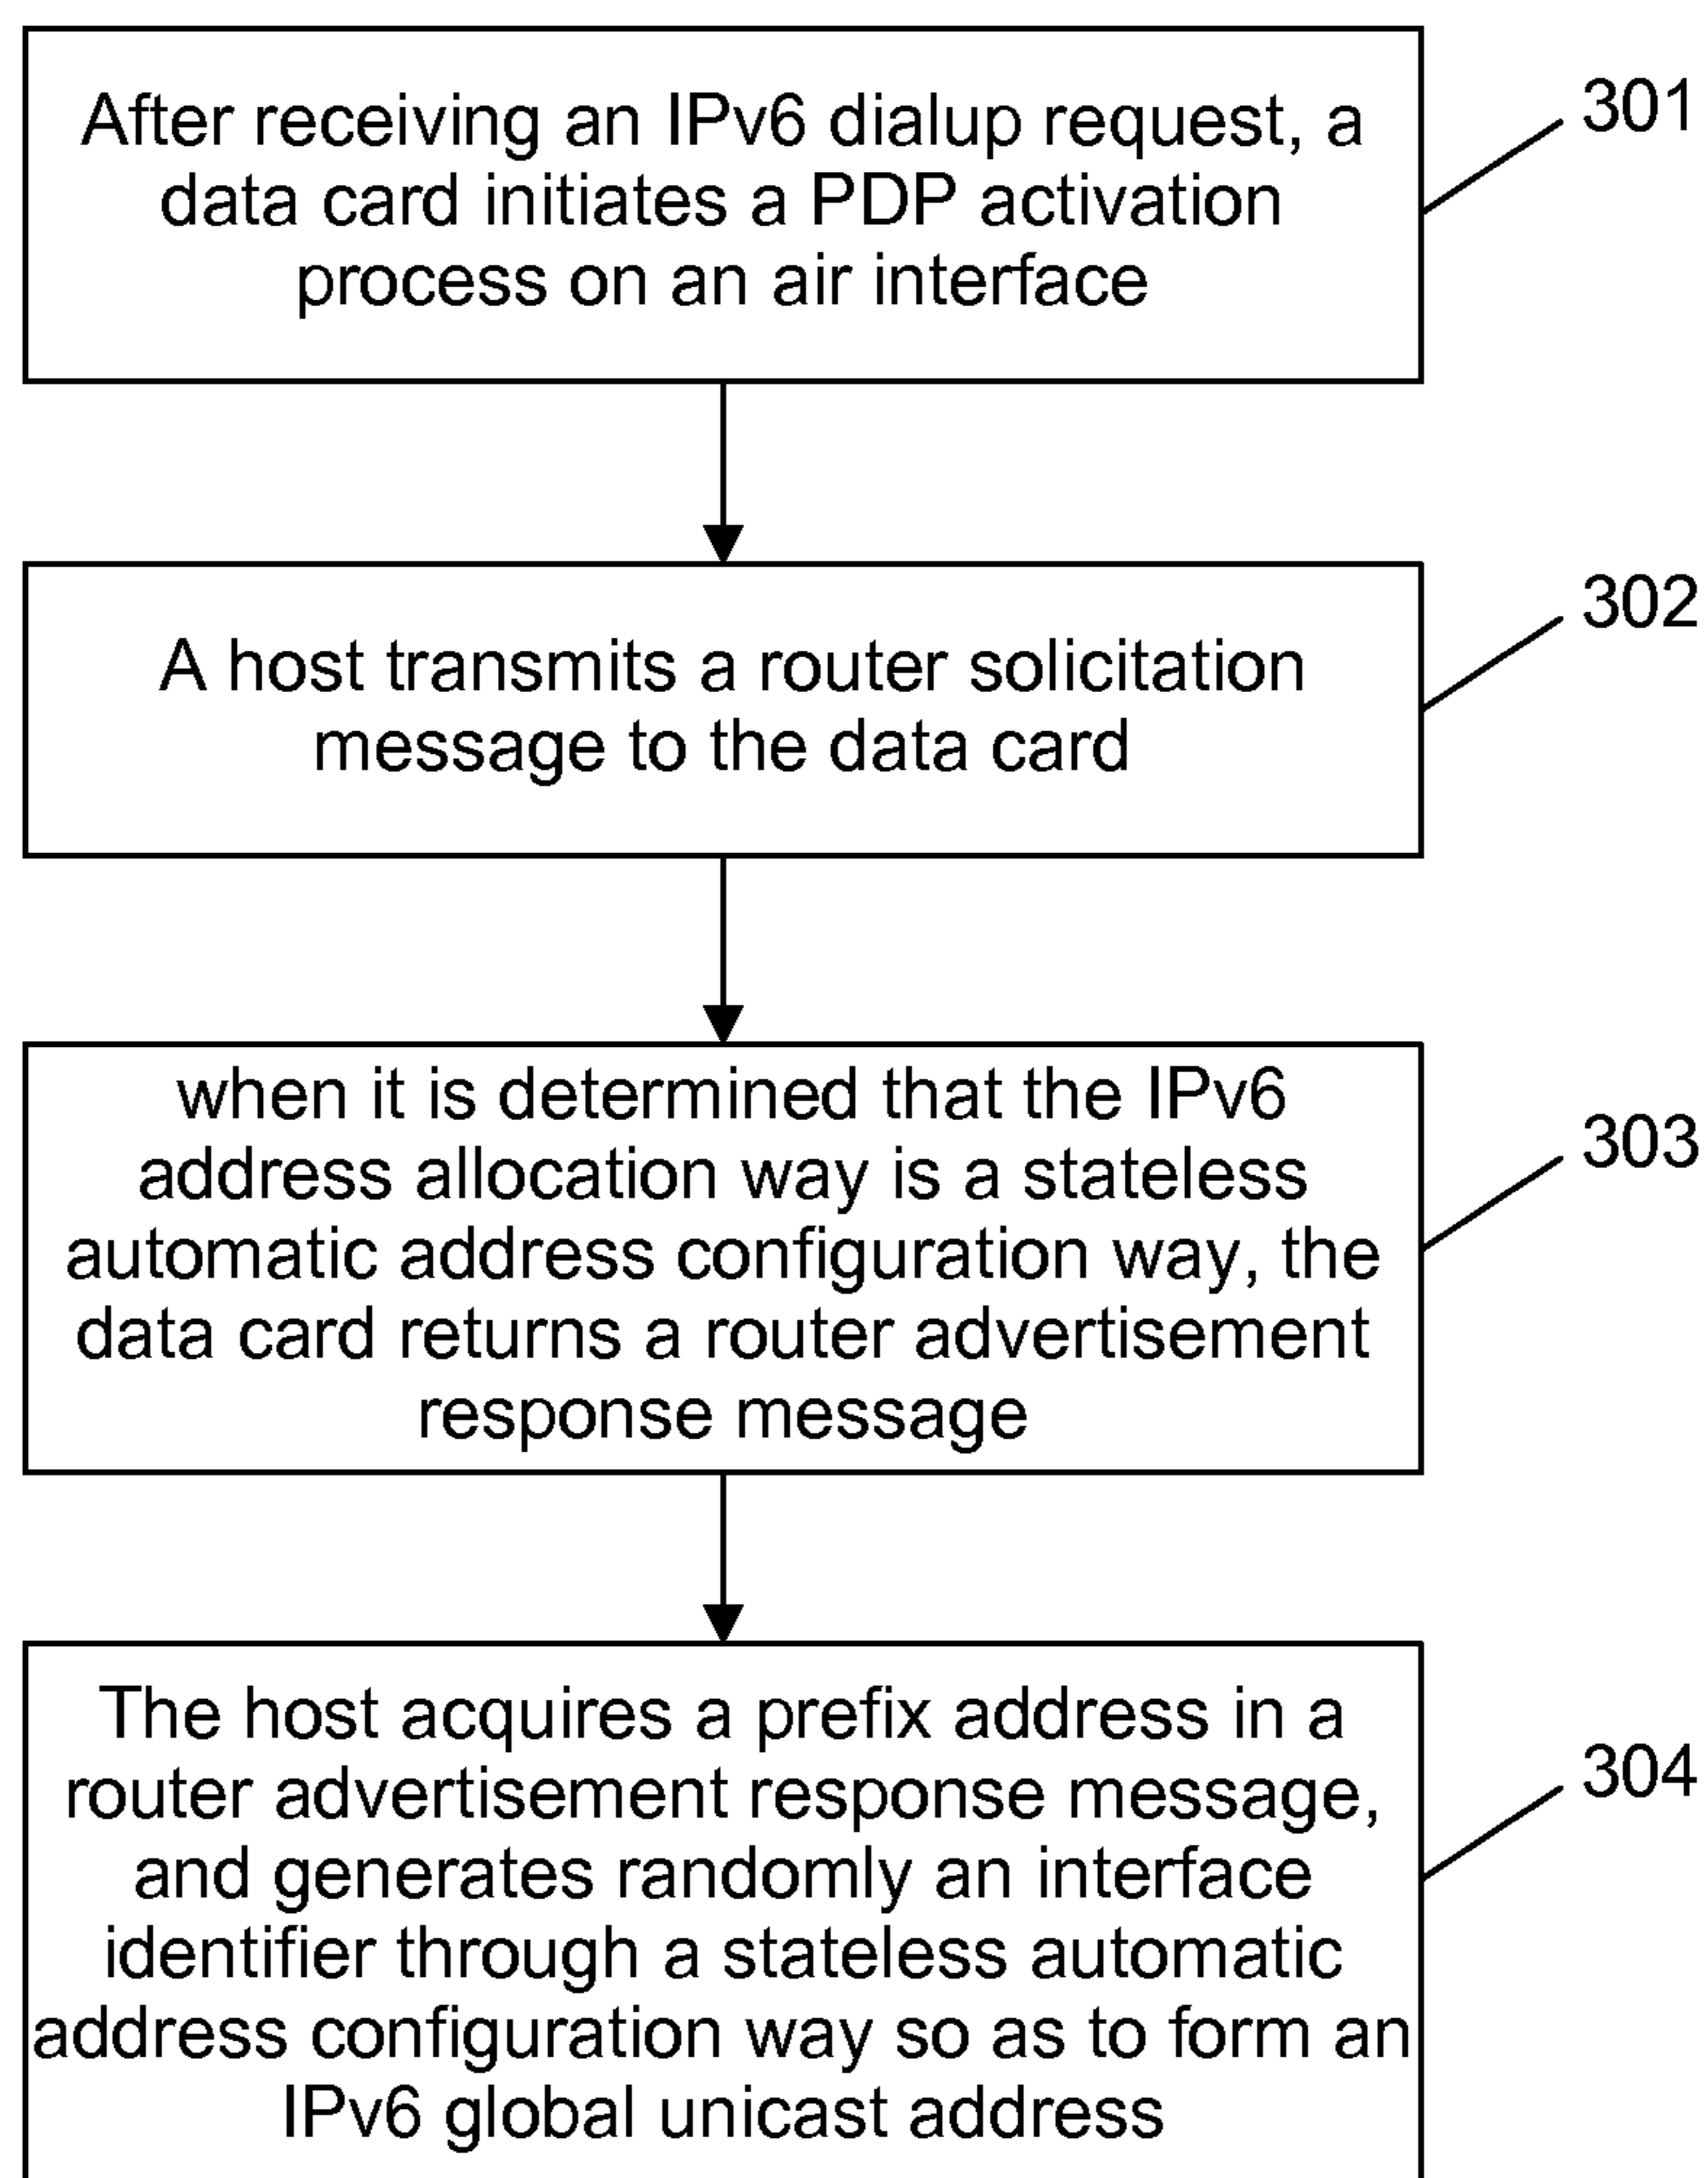 After receiving an IPv6 dialup request, a
data card initiates a PDP activation
process on an air interface
301
A host transmits a router solicitation
message to the data card
302
when it is determined that the IPv6
address allocation way is a stateless
automatic address configuration way, the
data card returns a router advertisement
response message
303
The host acquires a prefix address in a
router advertisement response message,
and generates randomly an interface
identifier through a stateless automatic
address configuration way so as to form an
IPv6 global unicast address
304